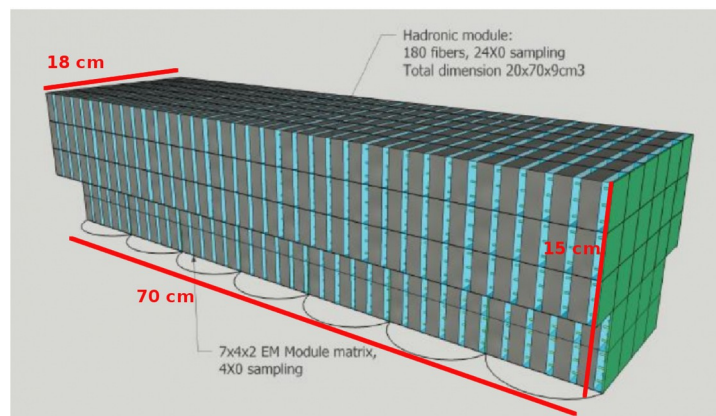 Hadronic module:
180 fibers, 24X0 sampling
Total dimension 20x70x9cm3
18 cm
15 cm
70 cm
7x4x2 EM Module matrix,
4X0 sampling